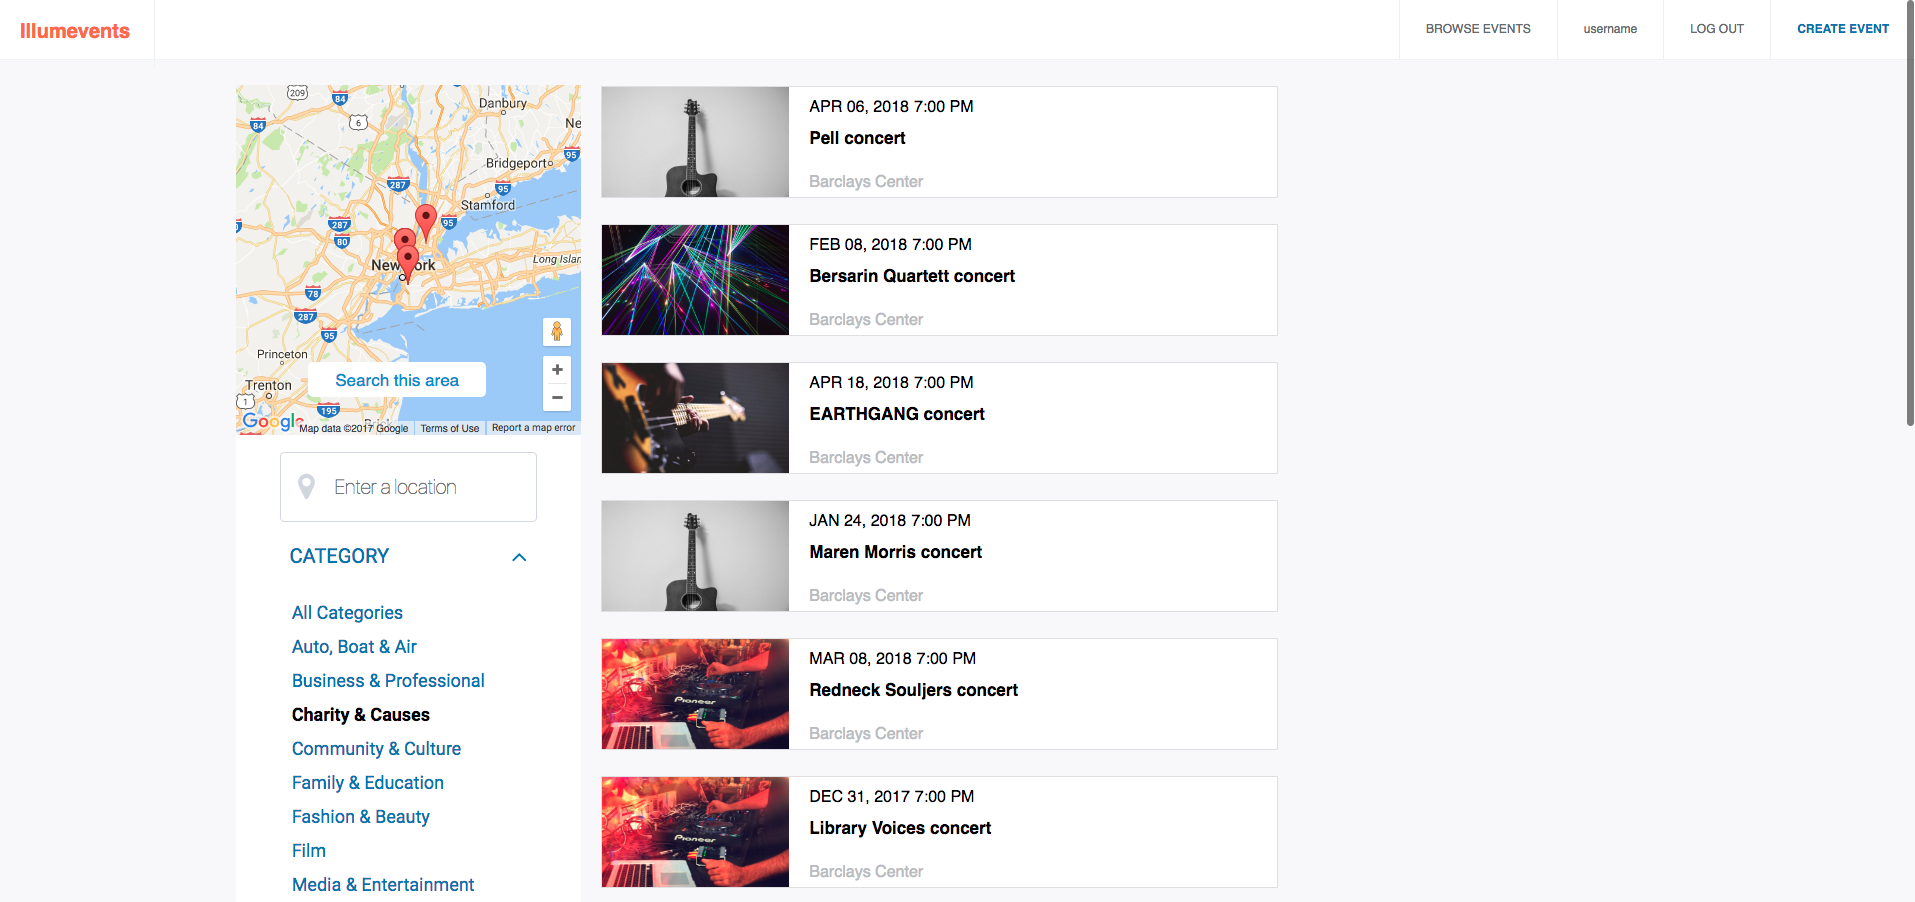 Illumevents
BROWSE EVENTS
username
LOG OUT
CREATE EVENT
209
84
Danbury
6
84
Ne
95
Bridgeport
287
95
Stamford
287
95
80
New York
Long Islan
78
287
95
Princeton
Search this area
Trenton
1
195
Google
Map data ©2017 Google
Terms of Use
Report a map error
Enter a location
CATEGORY
All Categories
Auto, Boat & Air
Business & Professional
Charity & Causes
Community & Culture
Family & Education
Fashion & Beauty
Film
Media & Entertainment
APR 06, 2018 7:00 PM
Pell concert
Barclays Center
FEB 08, 2018 7:00 PM
Bersarin Quartett concert
Barclays Center
APR 18, 2018 7:00 PM
EARTHGANG concert
Barclays Center
JAN 24, 2018 7:00 PM
Maren Morris concert
Barclays Center
Pioneer
MAR 08, 2018 7:00 PM
Redneck Souljers concert
Barclays Center
Pioneer
DEC 31, 2017 7:00 PM
Library Voices concert
Barclays Center